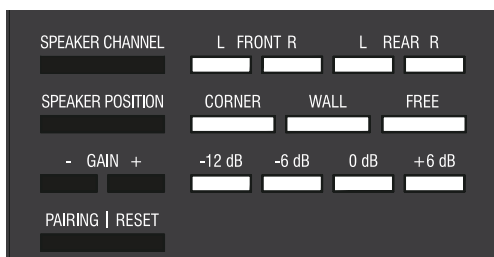 SPEAKER CHANNEL L FRONT R L REAR R
SPEAKER POSITION CORNER WALL FREE
- GAIN + -12 dB -6 dB 0 dB +6 dB
PAIRING | RESET